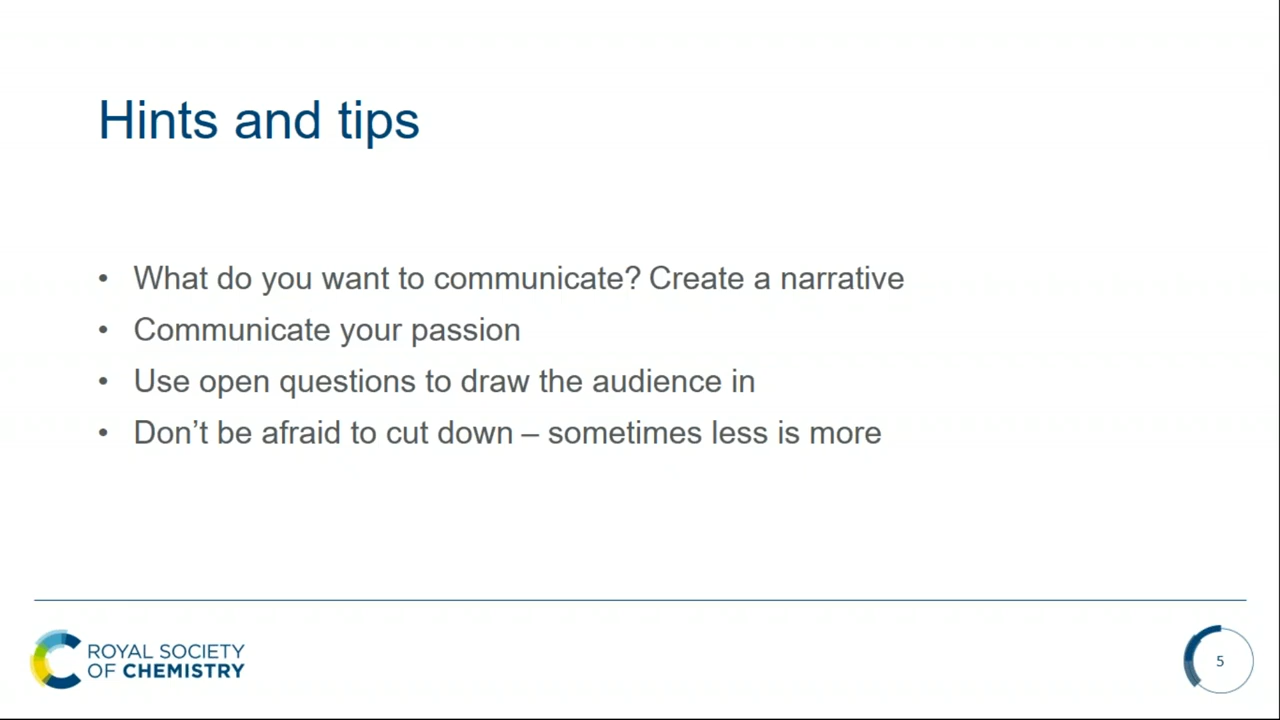 Hints and tips
• What do you want to communicate? Create a narrative
• Communicate your passion
• Use open questions to draw the audience in
• Don’t be afraid to cut down – sometimes less is more
ROYAL SOCIETY
OF CHEMISTRY
5